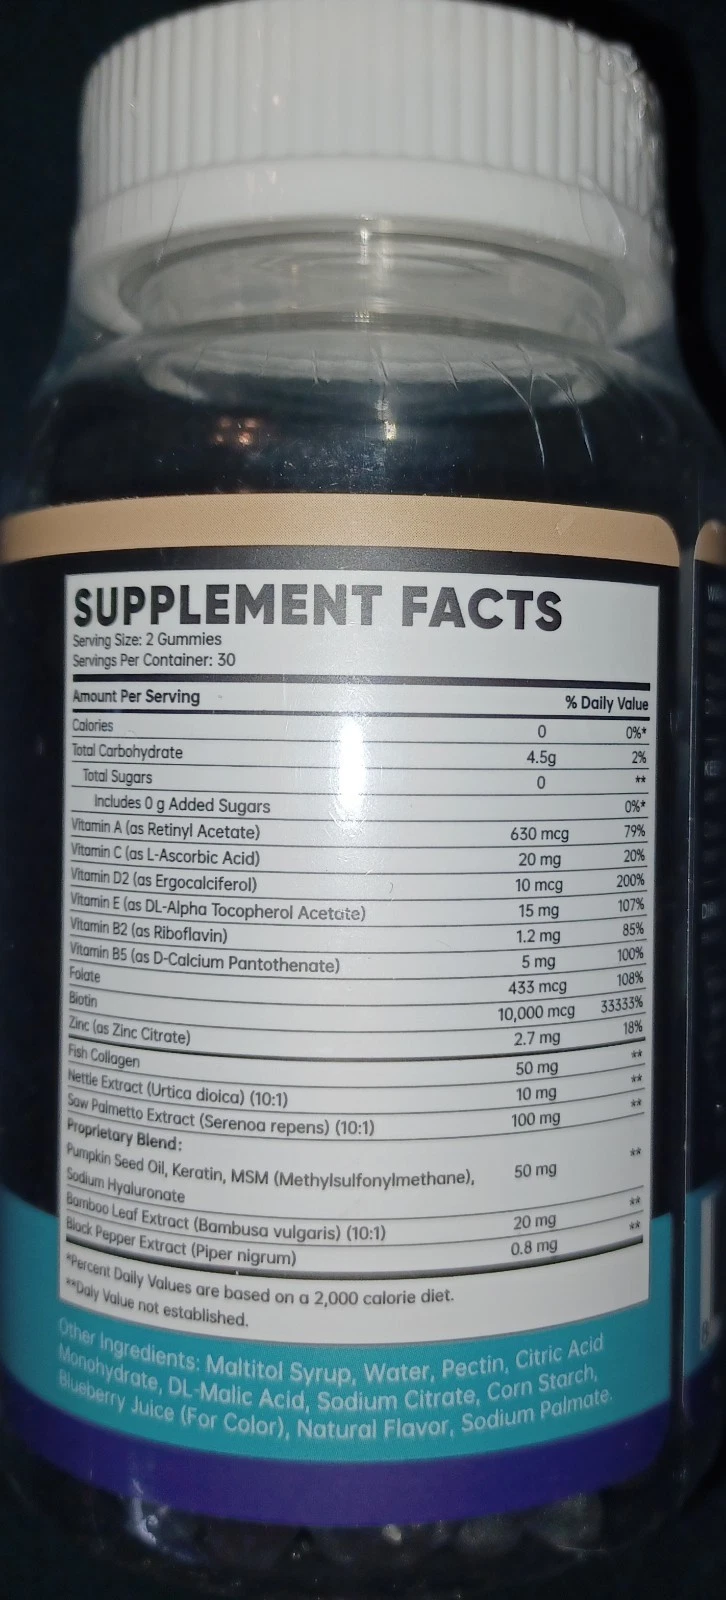 SUPPLEMENT FACTS
Serving Size: 2 Gummies
Servings Per Container: 30
Amount Per Serving % Daily Value
Calories 0 0%*
Total Carbohydrate 4.5g 2%
Total Sugars 0 **
Includes 0 g Added Sugars 0%*
Vitamin A (as Retinyl Acetate) 630 mcg 79%
Vitamin C (as L-Ascorbic Acid) 20 mg 20%
Vitamin D2 (as Ergocalciferol) 10 mcg 200%
Vitamin E (as DL-Alpha Tocopherol Acetate) 15 mg 107%
Vitamin B2 (as Riboflavin) 1.2 mg 85%
Vitamin B5 (as D-Calcium Pantothenate) 5 mg 100%
Folate 433 mcg 108%
Biotin 10,000 mcg 33333%
Zinc (as Zinc Citrate) 2.7 mg 18%
Fish Collagen 50 mg **
Nettle Extract (Urtica dioica) (10:1) 10 mg **
Saw Palmetto Extract (Serenoa repens) (10:1) 100 mg **
Proprietary Blend:
Pumpkin Seed Oil, Keratin, MSM (Methylsulfonylmethane), 50 mg **
Sodium Hyaluronate
Bamboo Leaf Extract (Bambusa vulgaris) (10:1) 20 mg **
Black Pepper Extract (Piper nigrum) 0.8 mg **
*Percent Daily Values are based on a 2,000 calorie diet.
**Daly Value not established.
Other Ingredients: Maltitol Syrup, Water, Pectin, Citric Acid
Monohydrate, DL-Malic Acid, Sodium Citrate, Corn Starch,
Blueberry Juice (For Color), Natural Flavor, Sodium Palmate.